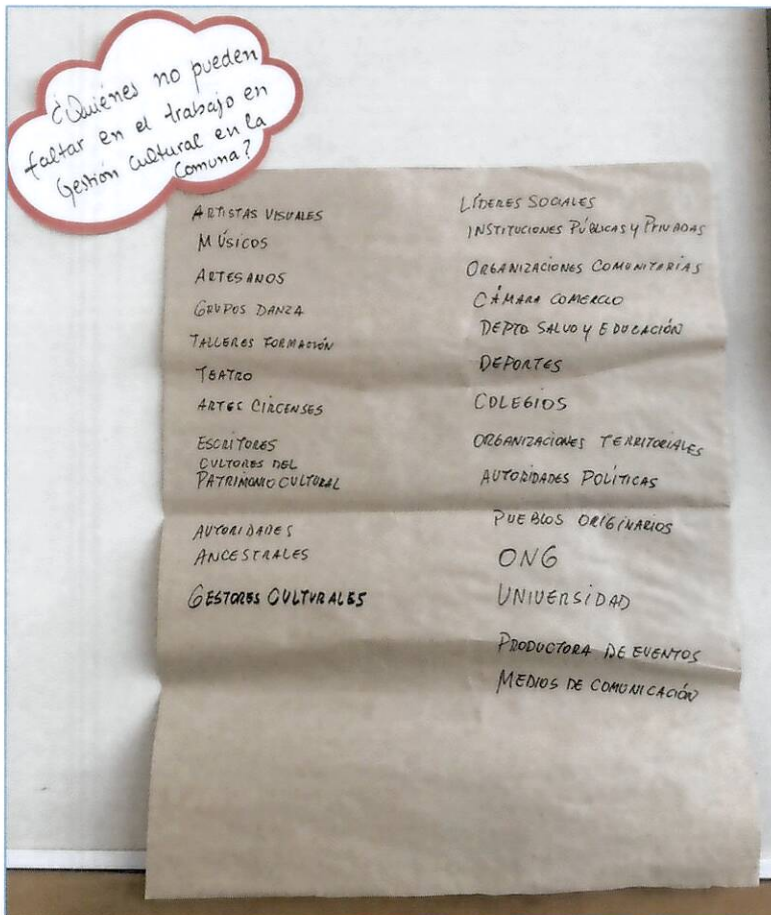 ¿Quiénes no pueden
faltar en el trabajo en
Gestión Cultural en la
Comuna?
ARTISTAS VISUALES
MÚSICOS
ARTESANOS
GRUPOS DANZA
TALLERES FORMACIÓN
TEATRO
ARTES CIRCENSES
ESCRITORES
CULTORES DEL
PATRIMONIO CULTURAL
AUTORIDADES
ANCESTRALES
GESTORES CULTURALES
LÍDERES SOCIALES
INSTITUCIONES PÚBLICAS Y PRIVADAS
ORGANIZACIONES COMUNITARIAS
CÁMARA COMERCIO
DEPTO SALUD Y EDUCACIÓN
DEPORTES
COLEGIOS
ORGANIZACIONES TERRITORIALES
AUTORIDADES POLÍTICAS
PUEBLOS ORIGINARIOS
ONG
UNIVERSIDAD
PRODUCTORA DE EVENTOS
MEDIOS DE COMUNICACIÓN